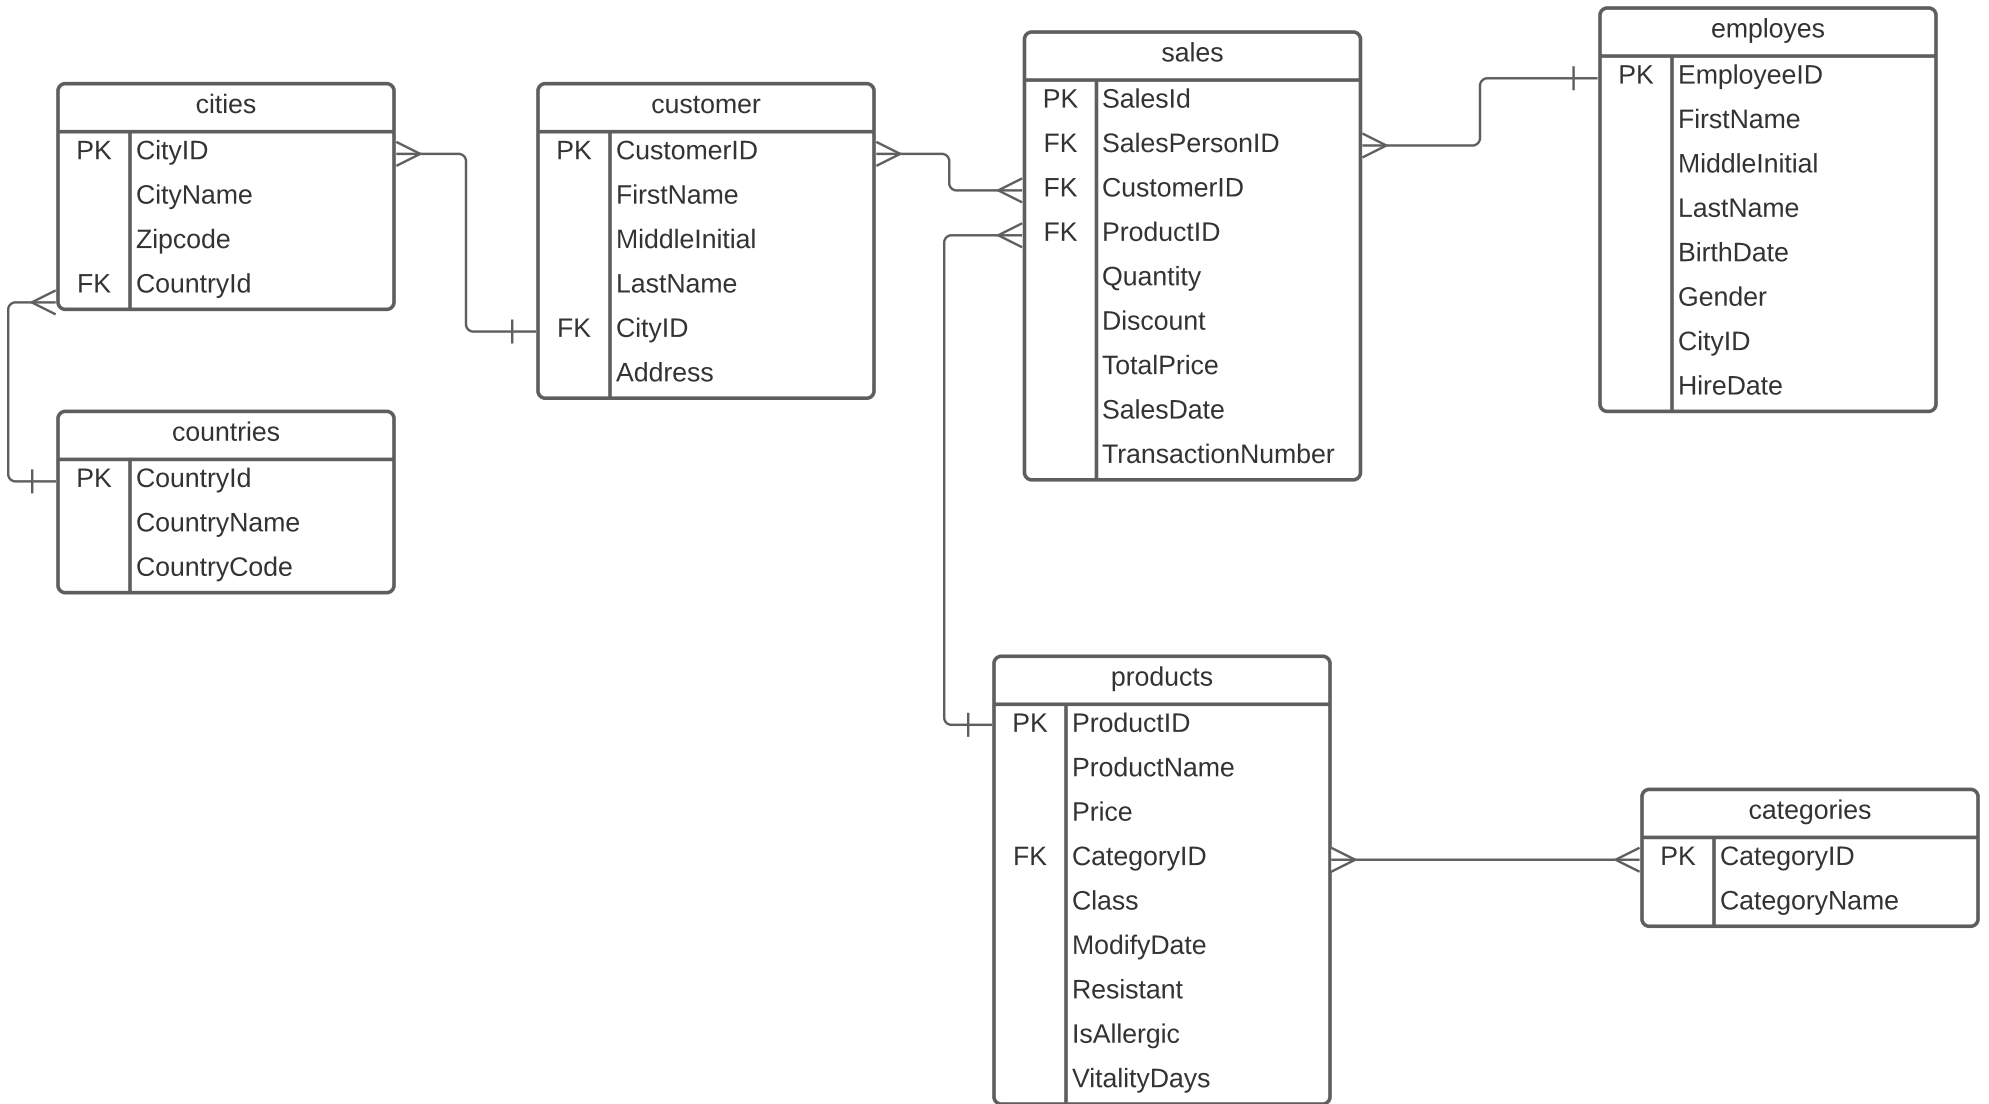 cities
PK CityID
CityName
Zipcode
FK CountryId
countries
PK CountryId
CountryName
CountryCode
customer
PK CustomerID
FirstName
MiddleInitial
LastName
FK CityID
Address
sales
PK SalesId
FK SalesPersonID
FK CustomerID
FK ProductID
Quantity
Discount
TotalPrice
SalesDate
TransactionNumber
employes
PK EmployeeID
FirstName
MiddleInitial
LastName
BirthDate
Gender
CityID
HireDate
products
PK ProductID
ProductName
Price
FK CategoryID
Class
ModifyDate
Resistant
IsAllergic
VitalityDays
categories
PK CategoryID
CategoryName